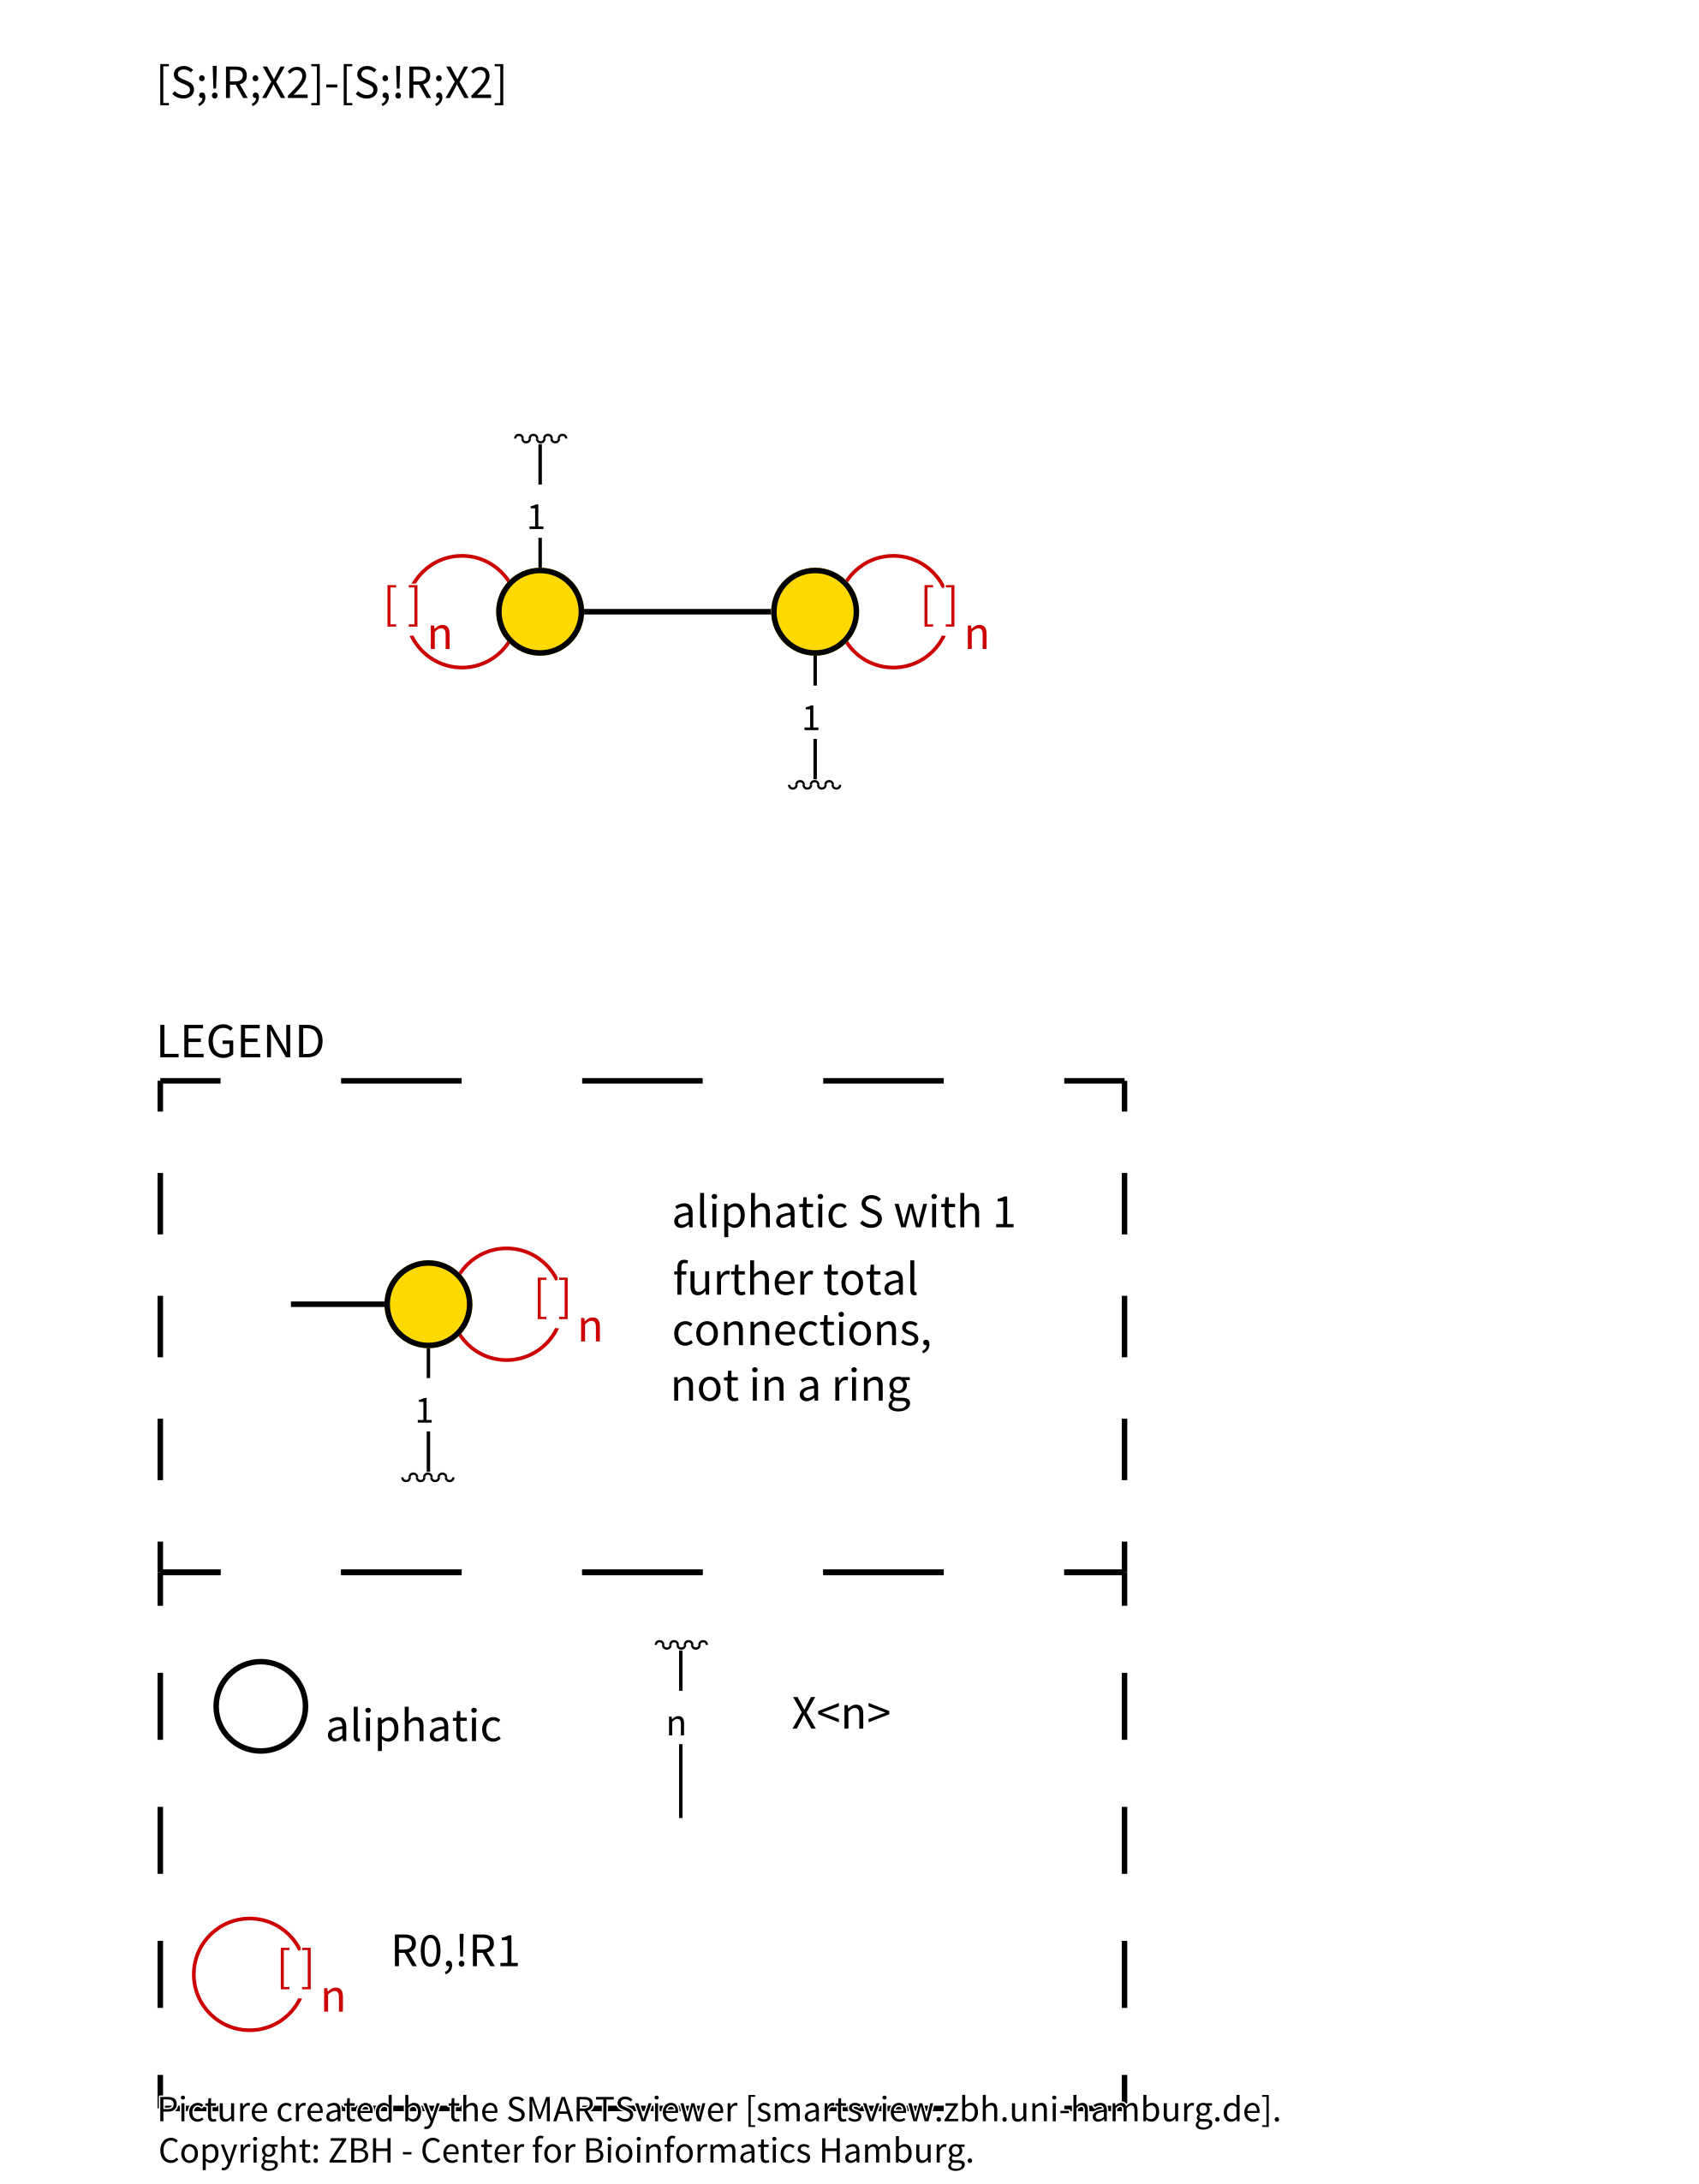 [S;!R;X2]-[S;!R;X2]
1
[ ]n
[ ]n
1
LEGEND
aliphatic S with 1
further total
connections,
not in a ring
[ ]n
1
aliphatic
n
X<n>
R0,!R1
[ ]n
Picture created by the SMARTSviewer [smartsview.zbh.uni-hamburg.de].
Copyright: ZBH - Center for Bioinformatics Hamburg.